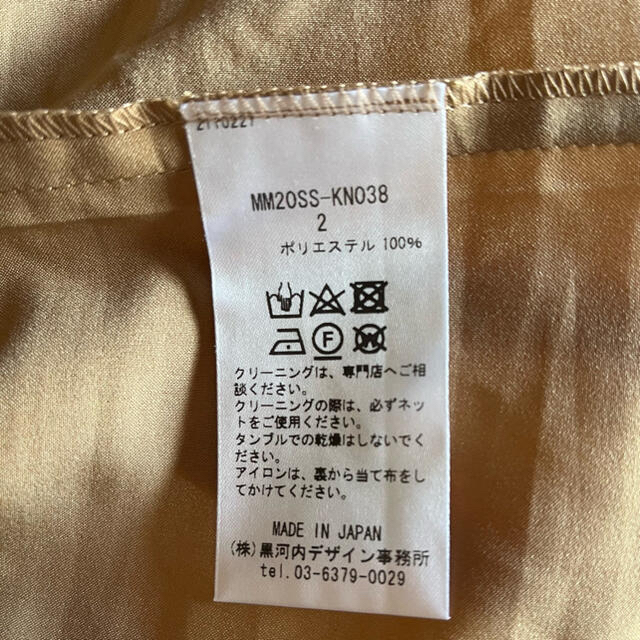 2110221
MM20SS-KN038
2
ポリエステル 100%
F
W
クリーニングは、専門店へご相
談ください。
クリーニングの際は、必ずネッ
トをご使用ください。
タンブルでの乾燥はしないでく
ださい。
アイロンは、裏から当て布をし
てかけてください。
MADE IN JAPAN
(株)黒河内デザイン事務所
tel.03-6379-0029